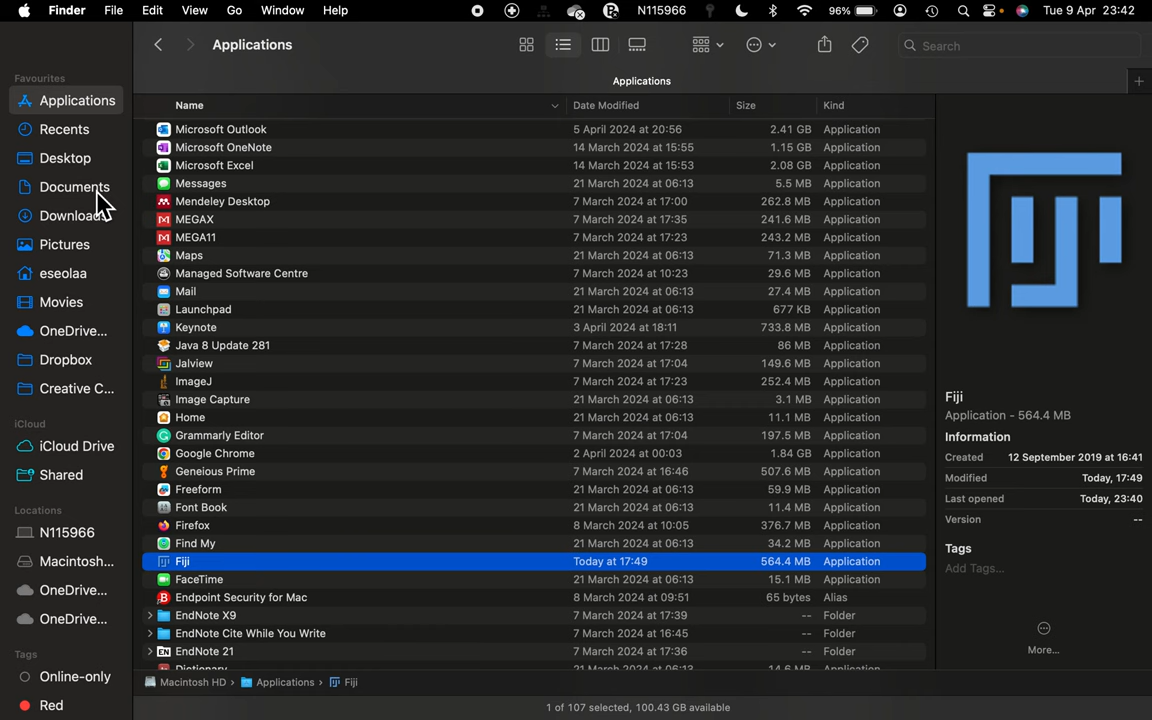 Finder File Edit View Go Window Help N115966 96% Tue 9 Apr 23:42
Applications
Search
Applications
Favourites
Applications
Recents
Desktop
Documents
Pictures
eseolaa
Movies
OneDrive...
Dropbox
Creative C...
iCloud
iCloud Drive
Shared
Locations
N115966
Macintosh...
OneDrive...
OneDrive...
Tags
Online-only
Red
Name Date Modified Size Kind
Microsoft Outlook 5 April 2024 at 20:56 2.41 GB Application
Microsoft OneNote 14 March 2024 at 15:55 1.15 GB Application
Microsoft Excel 14 March 2024 at 15:53 2.08 GB Application
Messages 21 March 2024 at 06:13 5.5 MB Application
Mendeley Desktop 7 March 2024 at 17:00 262.8 MB Application
MEGAX 7 March 2024 at 17:35 241.6 MB Application
MEGA11 7 March 2024 at 17:23 243.2 MB Application
Maps 21 March 2024 at 06:13 71.3 MB Application
Managed Software Centre 7 March 2024 at 10:23 29.6 MB Application
Mail 21 March 2024 at 06:13 27.4 MB Application
Launchpad 21 March 2024 at 06:13 677 KB Application
Keynote 3 April 2024 at 18:11 733.8 MB Application
Java 8 Update 281 7 March 2024 at 17:28 86 MB Application
Jalview 7 March 2024 at 17:04 149.6 MB Application
ImageJ 7 March 2024 at 17:23 252.4 MB Application
Image Capture 21 March 2024 at 06:13 3.1 MB Application
Home 21 March 2024 at 06:13 11.1 MB Application
Grammarly Editor 7 March 2024 at 17:04 197.5 MB Application
Google Chrome 2 April 2024 at 00:03 1.84 GB Application
Geneious Prime 7 March 2024 at 16:46 507.6 MB Application
Freeform 21 March 2024 at 06:13 59.9 MB Application
Font Book 21 March 2024 at 06:13 11.4 MB Application
Firefox 8 March 2024 at 10:05 376.7 MB Application
Find My 21 March 2024 at 06:13 34.2 MB Application
Fiji Today at 17:49 564.4 MB Application
FaceTime 21 March 2024 at 06:13 15.1 MB Application
Endpoint Security for Mac 8 March 2024 at 09:51 65 bytes Alias
EndNote X9 7 March 2024 at 17:39 -- Folder
EndNote Cite While You Write 7 March 2024 at 16:45 -- Folder
EndNote 21 7 March 2024 at 17:36 -- Folder
Dictionary 21 March 2024 at 06:13 14.6 MB Application
Fiji
Application - 564.4 MB
Information
Created 12 September 2019 at 16:41
Modified Today, 17:49
Last opened Today, 23:40
Version --
Tags
Add Tags...
More...
Macintosh HD › Applications › Fiji
1 of 107 selected, 100.43 GB available